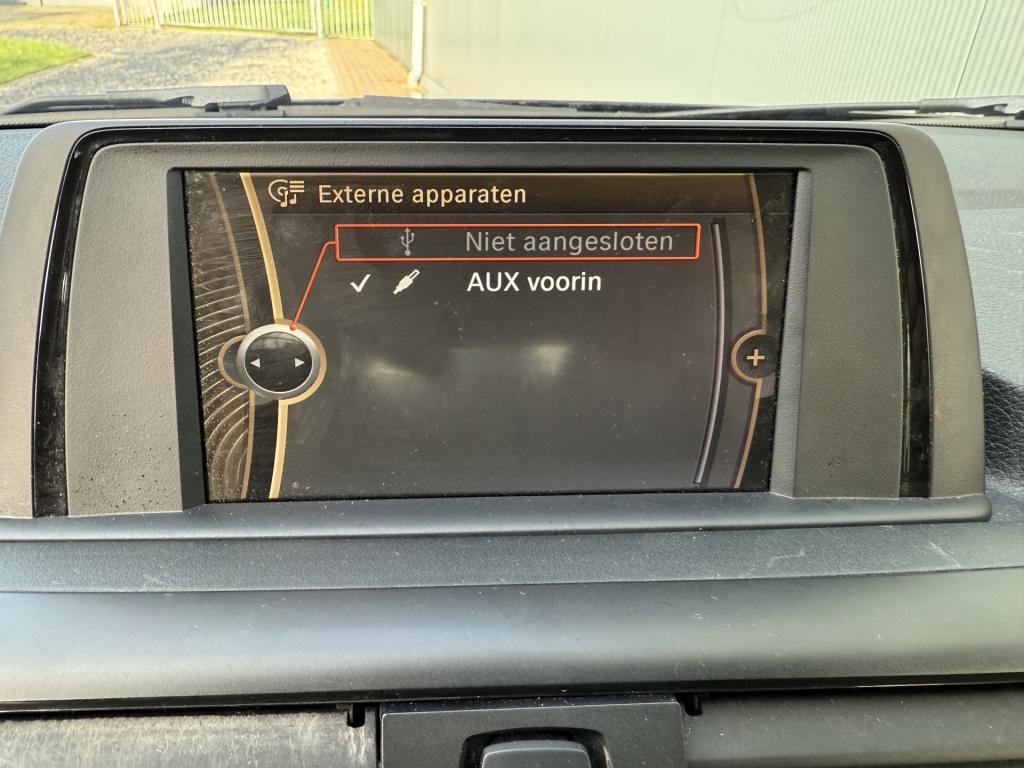 Externe apparaten
Niet aangesloten
AUX voorin